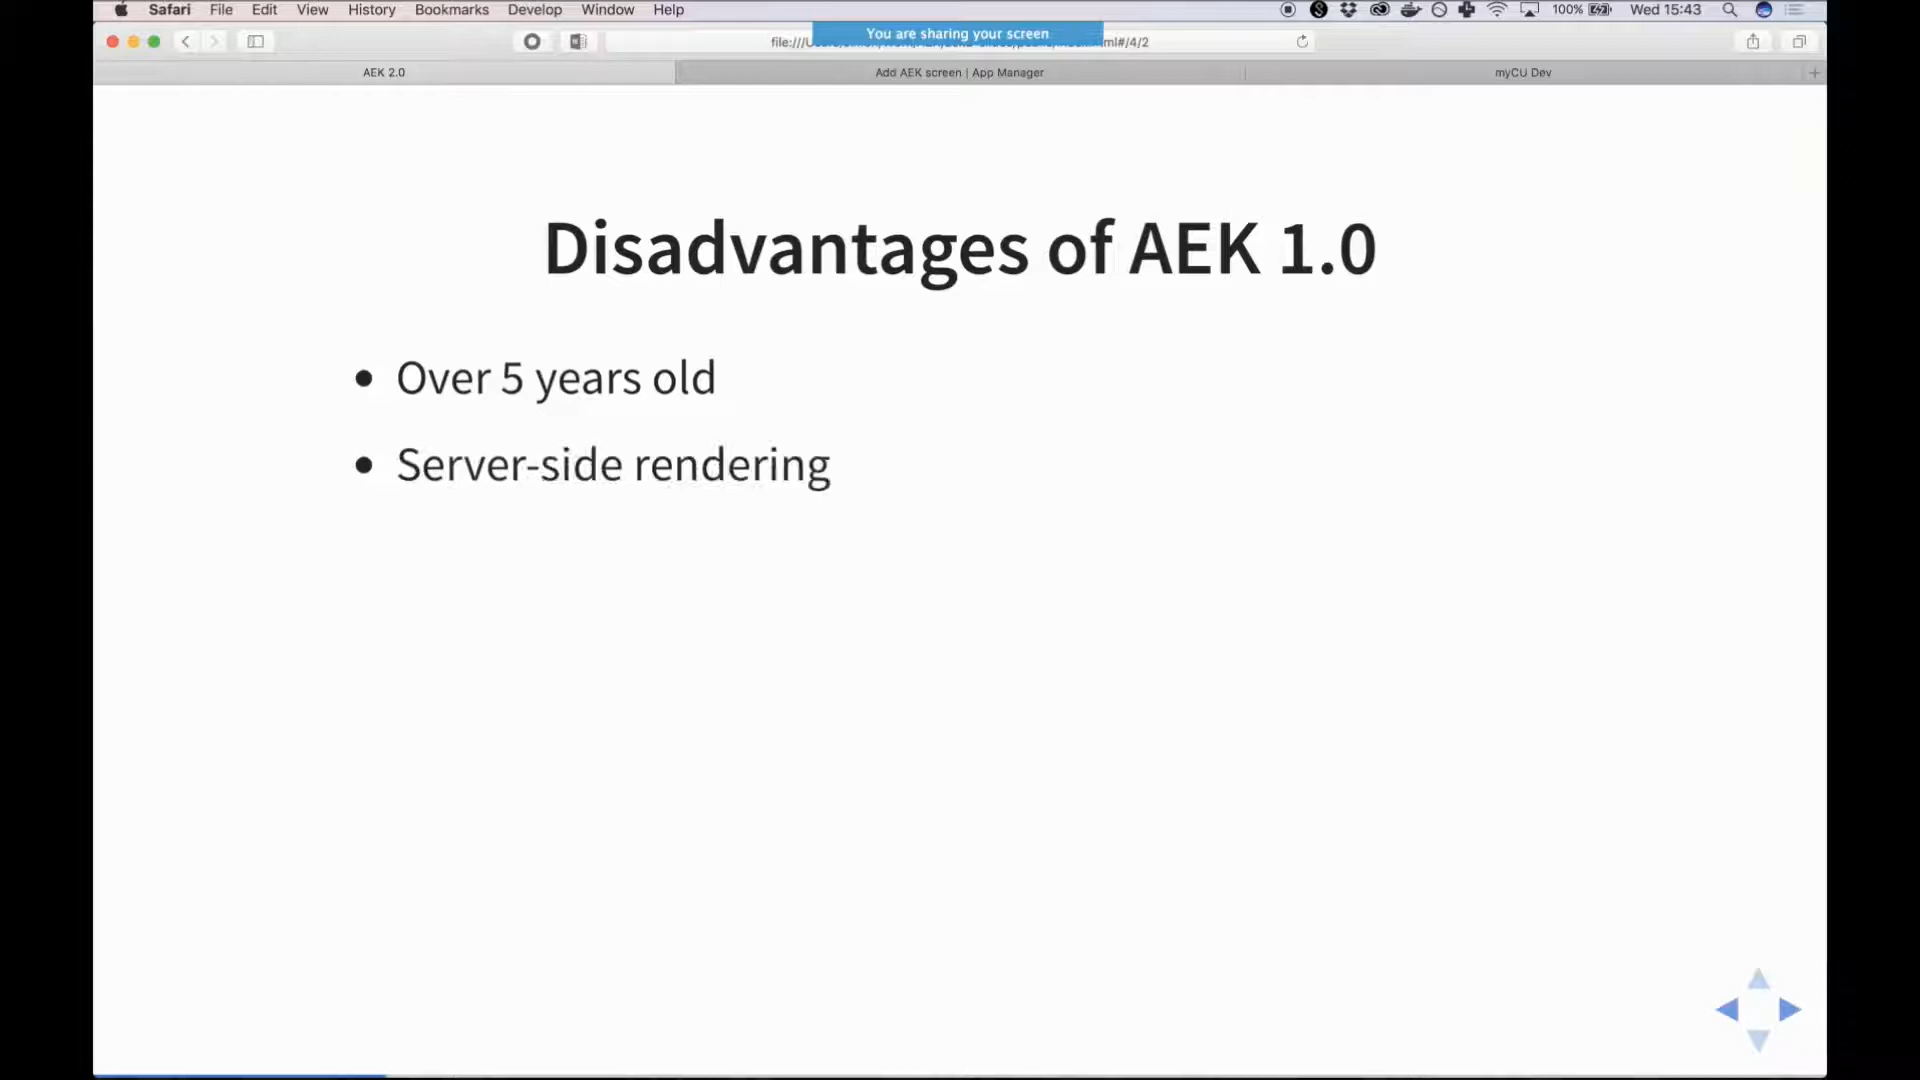 Safari File Edit View History Bookmarks Develop Window Help 100% Wed 15:43
You are sharing your screen
file:///U ml#/4/2
AEK 2.0 Add AEK screen | App Manager myCU Dev
Disadvantages of AEK 1.0
• Over 5 years old
• Server-side rendering